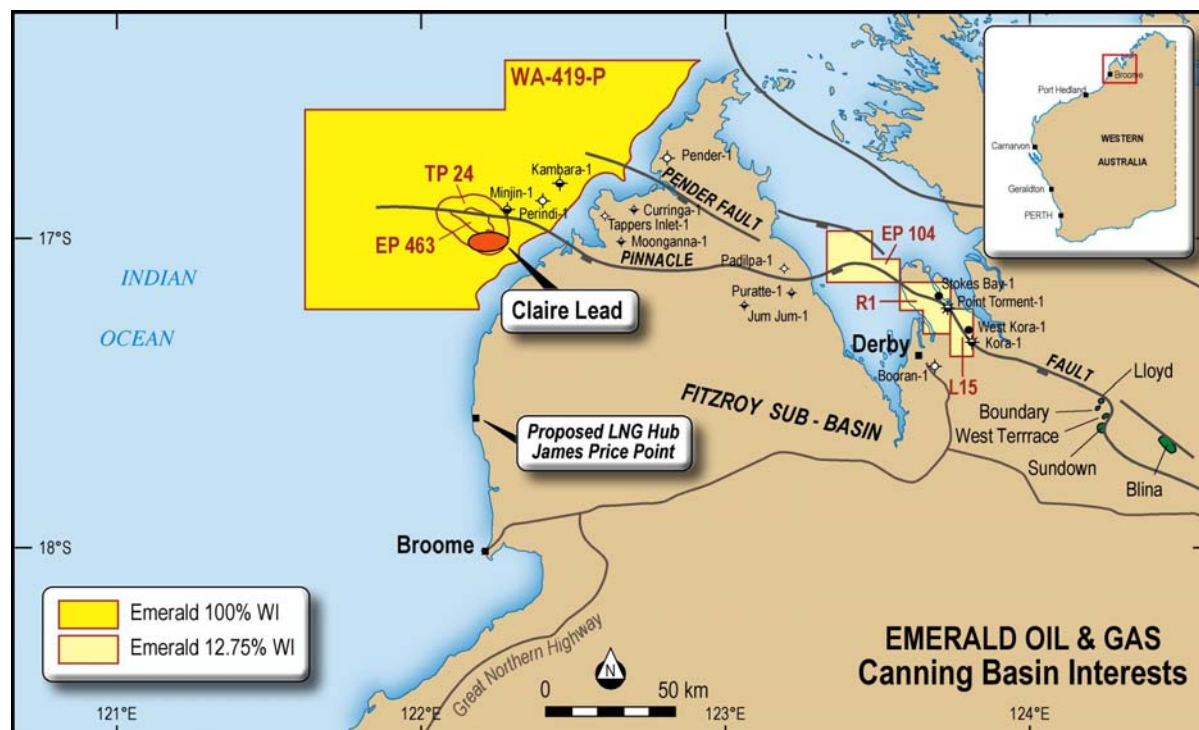 WA-419-P
TP 24
Kambara-1
Minjin-1
Perindi-1
EP 463
Pender-1
PENDER FAULT
Curringa-1
Tappers Inlet-1
Moonganna-1
PINNACLE
Padilpa-1
Puratte-1
Jum Jum-1
EP 104
Stokes Bay-1
R1
Point Torment-1
West Kora-1
Kora-1
Derby
Booran-1
L15
FAULT
Lloyd
Boundary
West Terrrace
Sundown
Blina
Claire Lead
INDIAN
OCEAN
FITZROY SUB - BASIN
Proposed LNG Hub
James Price Point
Broome
Great Northern Highway
Broome
Port Hedland
WESTERN
AUSTRALIA
Carnarvon
Geraldton
PERTH
17°S
18°S
Emerald 100% WI
Emerald 12.75% WI
N
0 50 km
EMERALD OIL & GAS
Canning Basin Interests
121°E 122°E 123°E 124°E